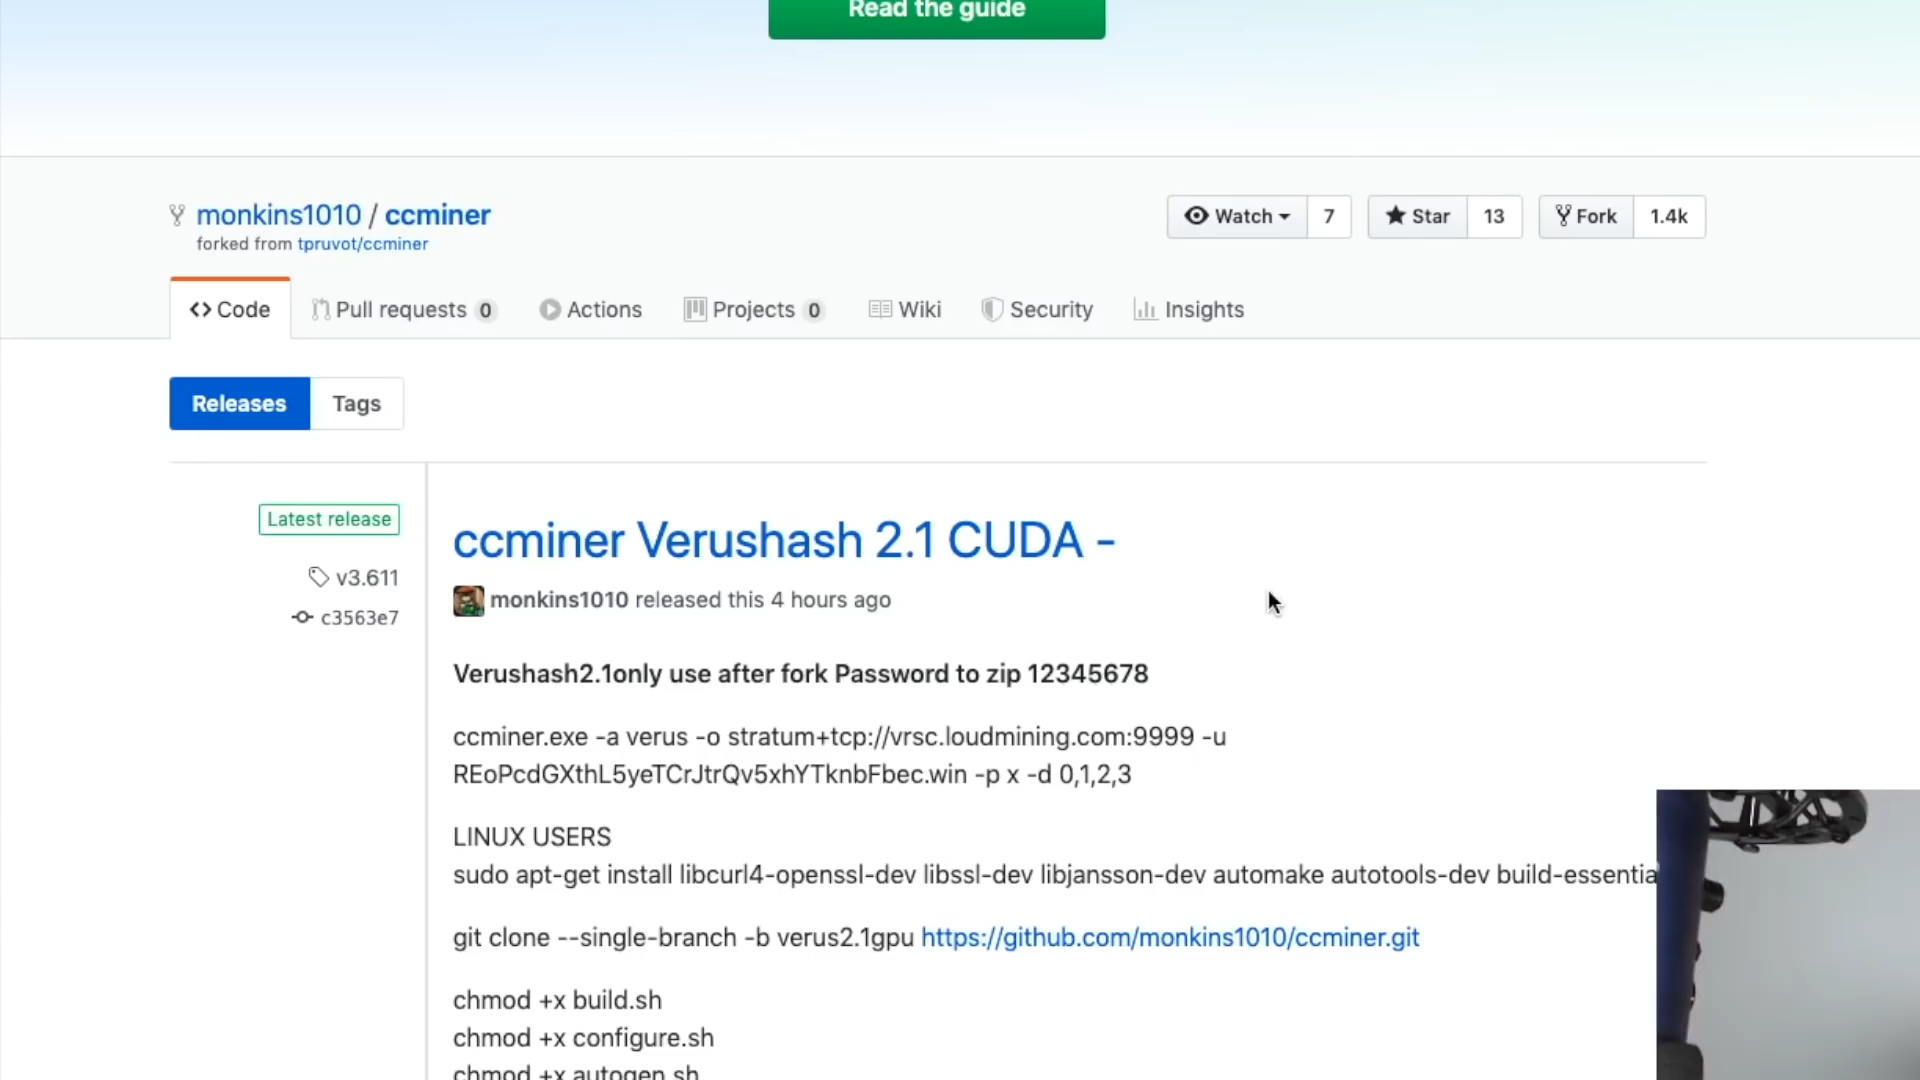 Read the guide
monkins1010 / ccminer
forked from tpruvot/ccminer
Watch 7
Star 13
Fork 1.4k
Code
Pull requests 0
Actions
Projects 0
Wiki
Security
Insights
Releases
Tags
Latest release
v3.611
c3563e7
ccminer Verushash 2.1 CUDA -
monkins1010 released this 4 hours ago
Verushash2.1only use after fork Password to zip 12345678
ccminer.exe -a verus -o stratum+tcp://vrsc.loudmining.com:9999 -u
REoPcdGXthL5yeTCrJtrQv5xhYTknbFbec.win -p x -d 0,1,2,3
LINUX USERS
sudo apt-get install libcurl4-openssl-dev libssl-dev libjansson-dev automake autotools-dev build-essentia
git clone --single-branch -b verus2.1gpu https://github.com/monkins1010/ccminer.git
chmod +x build.sh
chmod +x configure.sh
chmod +x autogen.sh